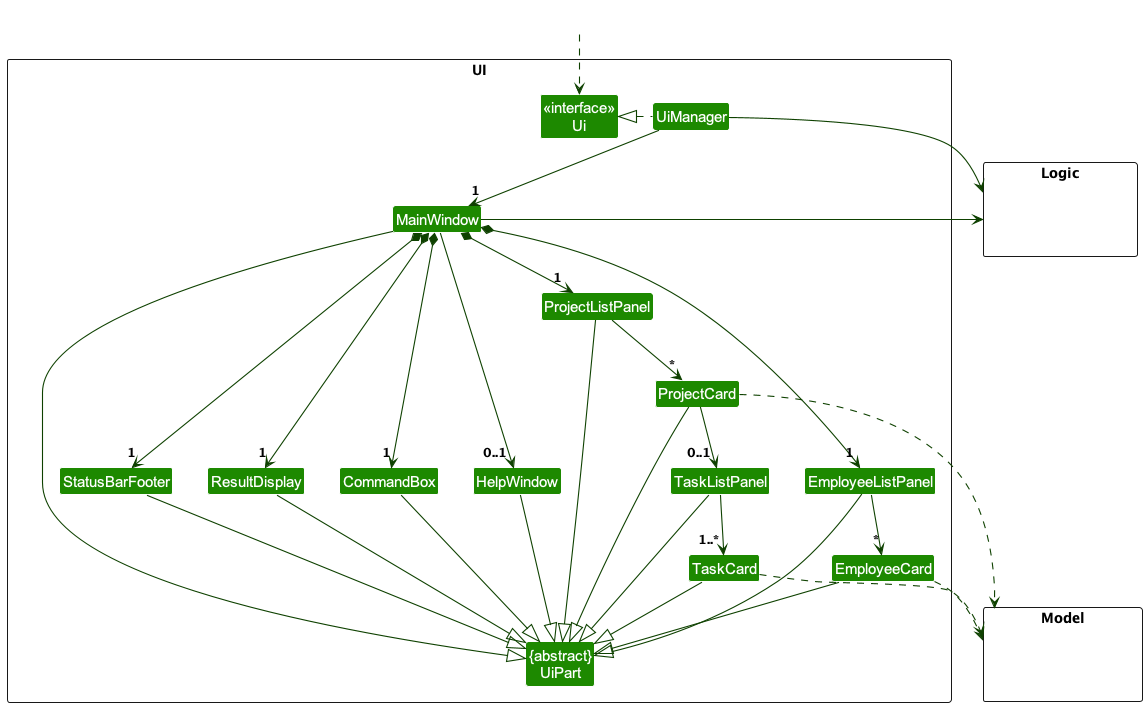 UI
«interface»
Ui
UiManager
Logic
1
MainWindow
1
ProjectListPanel
*
ProjectCard
1
1
1
0..1
0..1
1
StatusBarFooter
ResultDisplay
CommandBox
HelpWindow
TaskListPanel
EmployeeListPanel
1..*
*
TaskCard
EmployeeCard
Model
{abstract}
UiPart